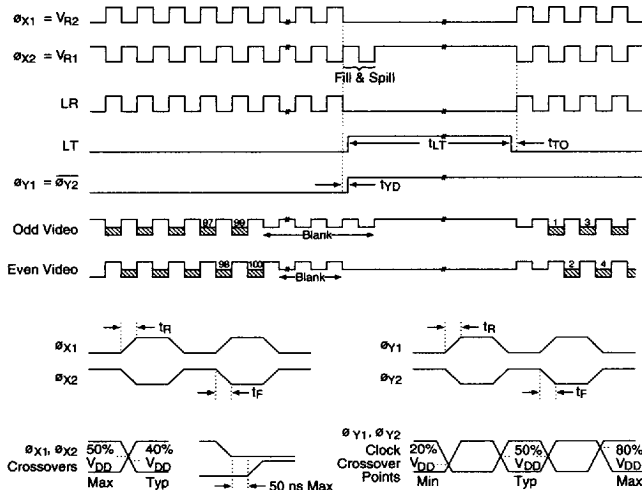 øX1 = VR2
øX2 = VR1
Fill & Spill
LR
LT
tLT
tTO
øY1 = øY2
tYD
Odd Video
97
99
Blank
1
3
Even Video
98
100
Blank
2
4
tR
øX1
øX2
tF
tR
øY1
øY2
tF
øX1, øX2
Crossovers
50%
VDD
Max
40%
VDD
Typ
50 ns Max
øY1, øY2
Clock
Crossover
Points
20%
VDD
Min
50%
VDD
Typ
80%
VDD
Max